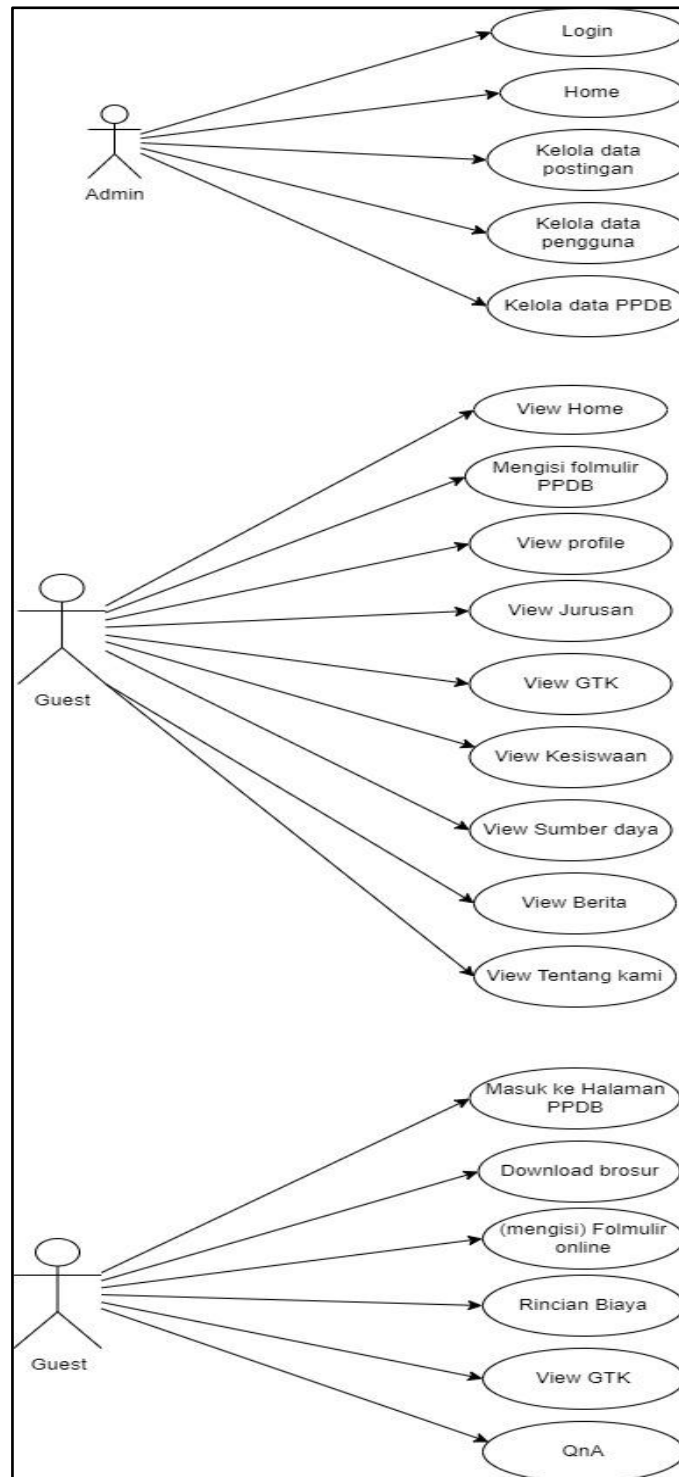 Login
Home
Kelola data
postingan
Admin
Kelola data
pengguna
Kelola data PPDB
View Home
Mengisi folmulir
PPDB
View profile
View Jurusan
View GTK
Guest
View Kesiswaan
View Sumber daya
View Berita
View Tentang kami
Masuk ke Halaman
PPDB
Download brosur
(mengisi) Folmulir
online
Rincian Biaya
Guest
View GTK
QnA